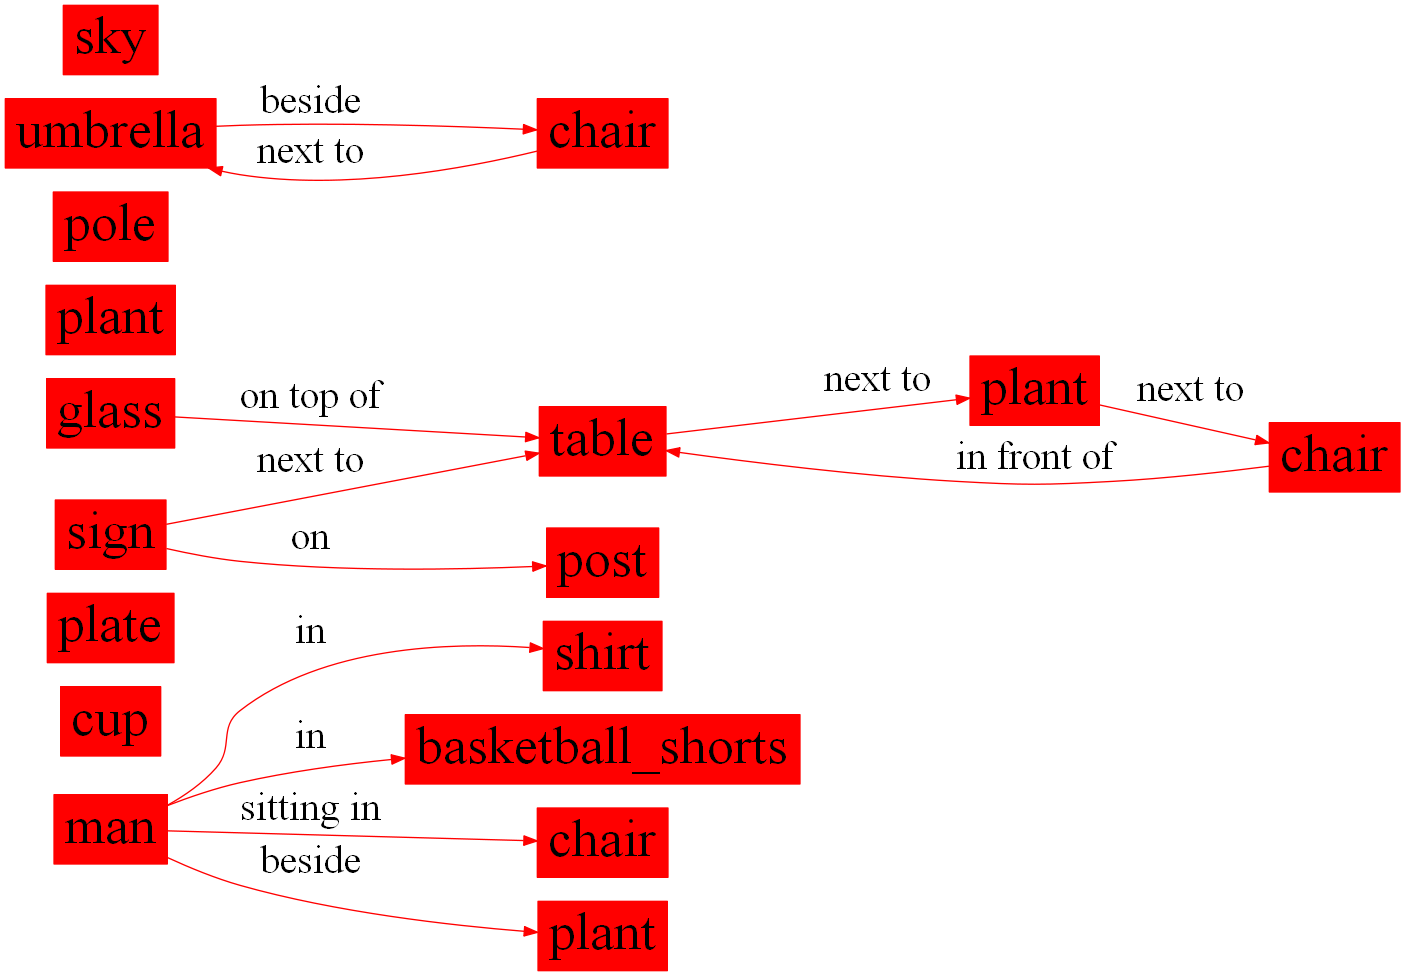 sky
umbrella
beside
chair
next to
pole
plant
glass
on top of
table
next to
plant
next to
chair
in front of
next to
sign
on
post
plate
in
shirt
cup
in
basketball_shorts
man
sitting in
chair
beside
plant